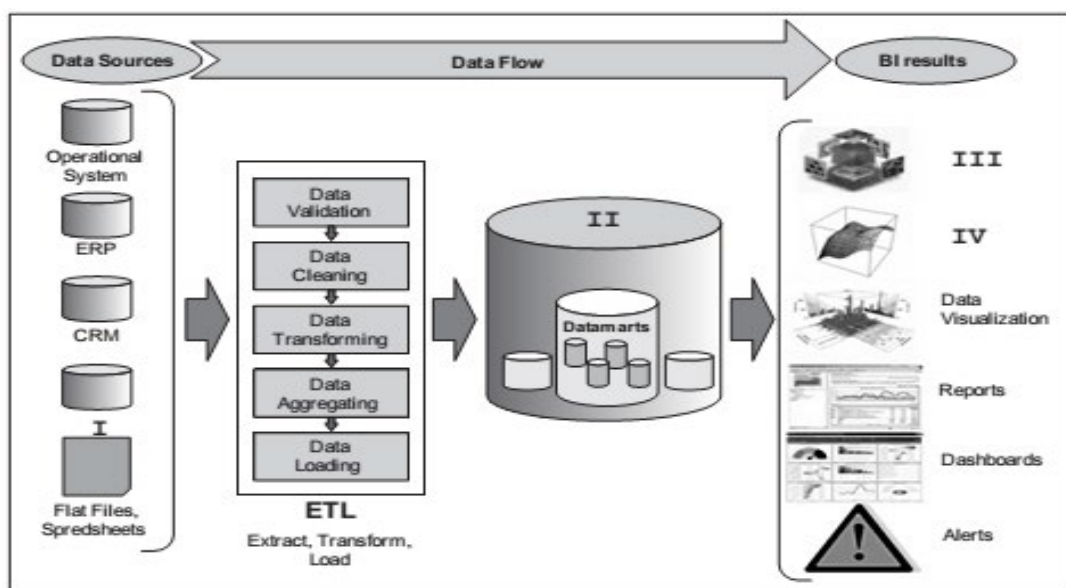 Data Sources
Data Flow
BI results
Operational
System
ERP
CRM
I
Flat Files,
Spredsheets
Data
Validation
Data
Cleaning
Data
Transforming
Data
Aggregating
Data
Loading
ETL
Extract, Transform,
Load
II
Datamarts
III
IV
Data
Visualization
Reports
Dashboards
Alerts